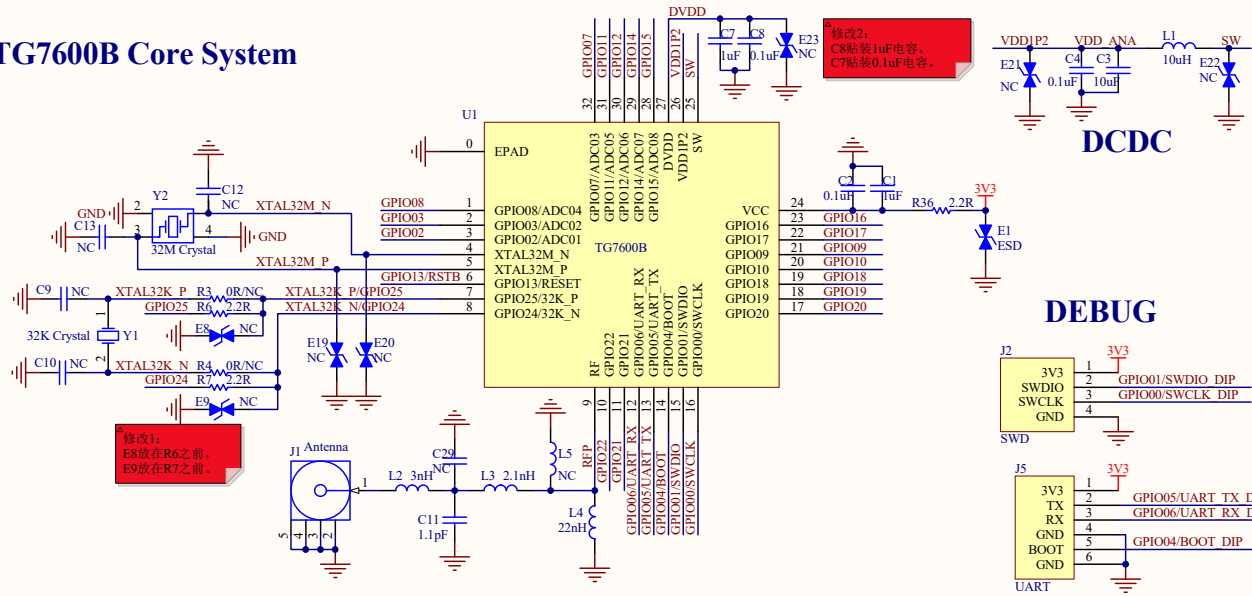 TG7600B Core System
DVDD
GPIO07
GPIO11
GPIO12
GPIO14
GPIO15
VDD1P2
SW
32
31
30
29
28
27
26
25
C7
1uF
C8
0.1uF
E23
NC
修改2:
C8贴装1uF电容,
C7贴装0.1uF电容。
VDD1P2
VDD_ANA
L1
10uH
SW
E21
NC
C4
0.1uF
C3
10uF
E22
NC
DCDC
U1
0
EPAD
GPIO07/ADC03
GPIO11/ADC05
GPIO12/ADC06
GPIO14/ADC07
GPIO15/ADC08
DVDD
VDD1P2
SW
TG7600B
GPIO08 1 GPIO08/ADC04
GPIO03 2 GPIO03/ADC02
GPIO02 3 GPIO02/ADC01
4 XTAL32M_N
5 XTAL32M_P
GPIO13/RSTB 6 GPIO13/RESET
7 GPIO25/32K_P
8 GPIO24/32K_N
VCC 24
GPIO16 23 GPIO16
GPIO17 22 GPIO17
GPIO09 21 GPIO09
GPIO10 20 GPIO10
GPIO18 19 GPIO18
GPIO19 18 GPIO19
GPIO20 17 GPIO20
C2
0.1uF
C1
1uF
R36 2.2R
3V3
E1
ESD
C12
NC
Y2
GND 2
3
4 GND
32M Crystal
C13
NC
XTAL32M_N
XTAL32M_P
C9 NC
XTAL32K_P R3 0R/NC XTAL32K_P/GPIO25
GPIO25 R6 2.2R XTAL32K_N/GPIO24
E8 NC
1
32K Crystal Y1
2
C10 NC
XTAL32K_N R4 0R/NC
GPIO24 R7 2.2R
E9 NC
E19
NC
E20
NC
修改1:
E8放在R6之前,
E9放在R7之前。
RF
GPIO22
GPIO21
GPIO06/UART_RX
GPIO05/UART_TX
GPIO04/BOOT
GPIO01/SWDIO
GPIO00/SWCLK
9
10
11
12
13
14
15
16
RFP
GPIO22
GPIO21
GPIO06/UART_RX
GPIO05/UART_TX
GPIO04/BOOT
GPIO01/SWDIO
GPIO00/SWCLK
J1 Antenna
1
5
4
3
2
L2 3nH
C29
NC
C11
1.1pF
L3 2.1nH
L5
NC
L4
22nH
DEBUG
J2
3V3
3V3 1
SWDIO 2 GPIO01/SWDIO_DIP
SWCLK 3 GPIO00/SWCLK_DIP
GND 4
SWD
J5
3V3
3V3 1
TX 2 GPIO05/UART_TX_D
RX 3 GPIO06/UART_RX_D
GND 4
BOOT 5 GPIO04/BOOT_DIP
GND 6
UART